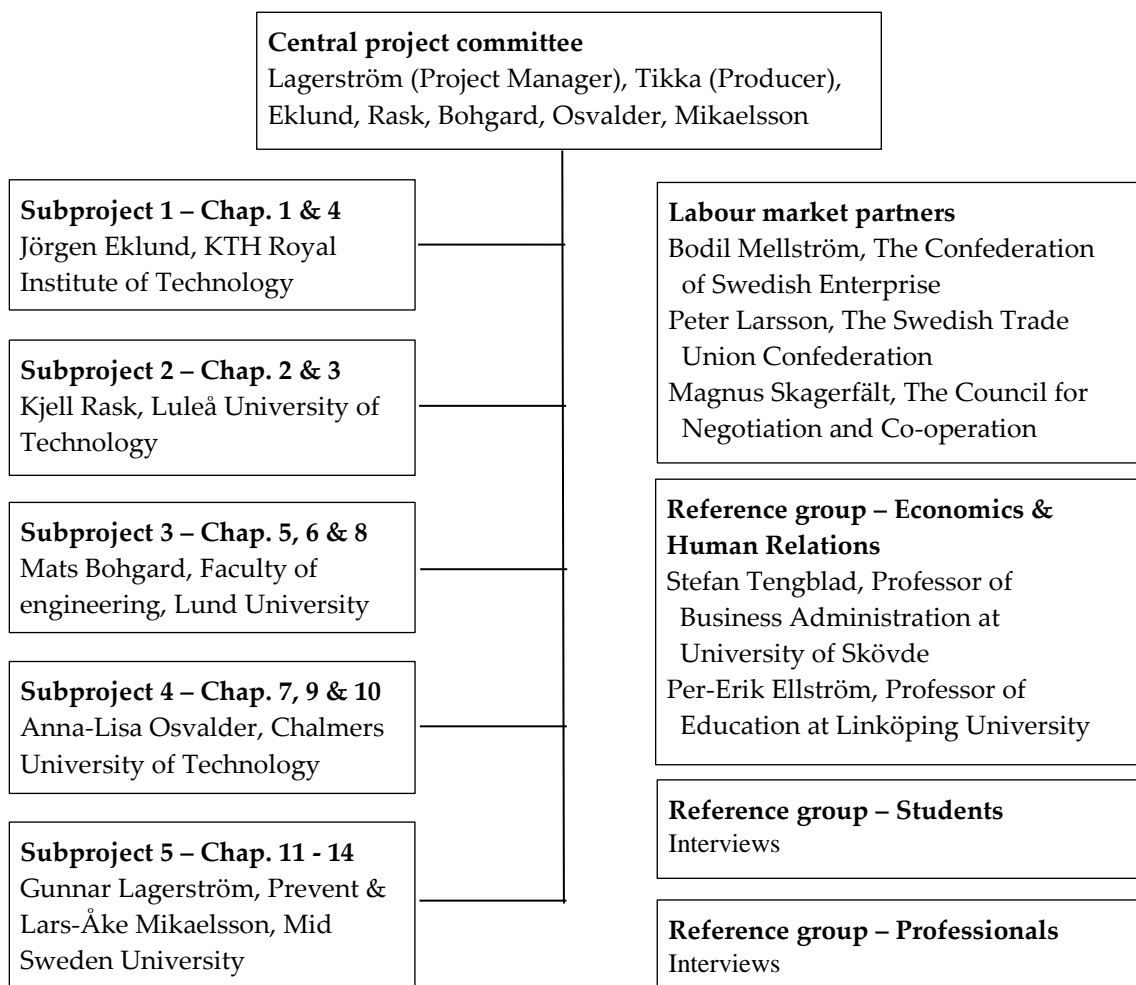 Central project committee
Lagerström (Project Manager), Tikka (Producer),
Eklund, Rask, Bohgard, Osvalder, Mikaelsson
Subproject 1 – Chap. 1 & 4
Jörgen Eklund, KTH Royal
Institute of Technology
Subproject 2 – Chap. 2 & 3
Kjell Rask, Luleå University of
Technology
Subproject 3 – Chap. 5, 6 & 8
Mats Bohgard, Faculty of
engineering, Lund University
Subproject 4 – Chap. 7, 9 & 10
Anna-Lisa Osvalder, Chalmers
University of Technology
Subproject 5 – Chap. 11 - 14
Gunnar Lagerström, Prevent &
Lars-Åke Mikaelsson, Mid
Sweden University
Labour market partners
Bodil Mellström, The Confederation
of Swedish Enterprise
Peter Larsson, The Swedish Trade
Union Confederation
Magnus Skagerfält, The Council for
Negotiation and Co-operation
Reference group – Economics &
Human Relations
Stefan Tengblad, Professor of
Business Administration at
University of Skövde
Per-Erik Ellström, Professor of
Education at Linköping University
Reference group – Students
Interviews
Reference group – Professionals
Interviews